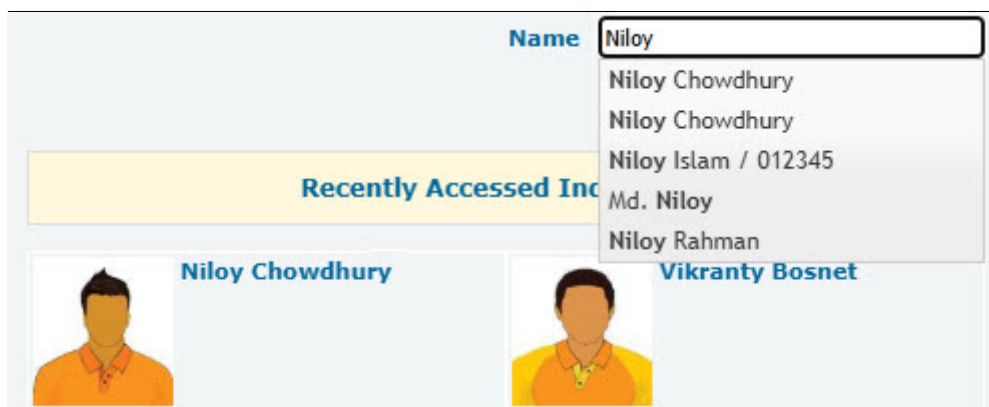 Name Niloy
Niloy Chowdhury
Niloy Chowdhury
Niloy Islam / 012345
Md. Niloy
Niloy Rahman
Recently Accessed
Niloy Chowdhury
Vikranty Bosnet